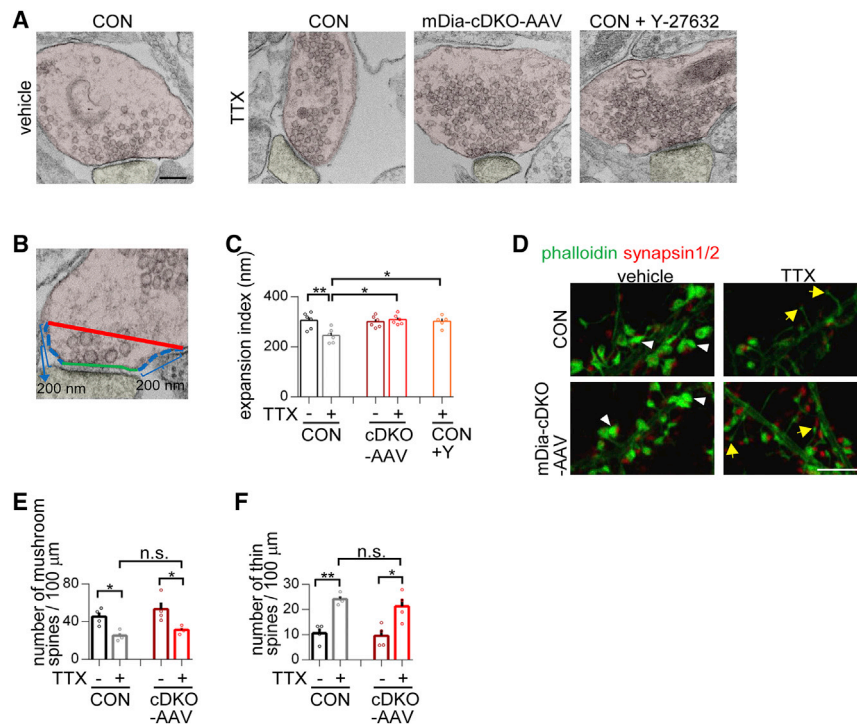 A
CON
mDia-cDKO-AAV
CON + Y-27632
CON
vehicle
TTX
B
200 nm
200 nm
C
expansion index (nm)
400
200
0
**
*
*
TTX - + - + +
CON
cDKO
-AAV
CON
+Y
D
phalloidin synapsin1/2
vehicle
TTX
CON
mDia-cDKO
-AAV
E
number of mushroom
spines / 100 µm
80
40
0
n.s.
*
*
TTX - + - +
CON
cDKO
-AAV
F
number of thin
spines / 100 µm
30
20
10
0
n.s.
**
*
TTX - + - +
CON
cDKO
-AAV